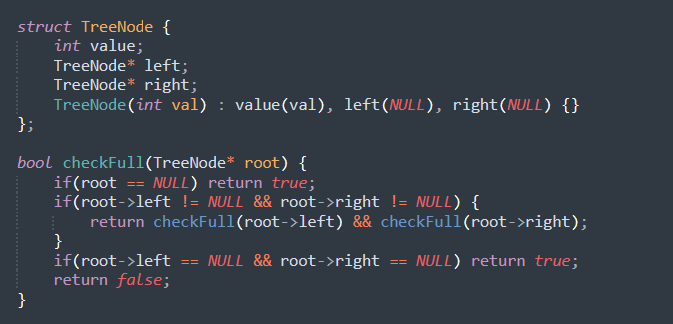 struct TreeNode {
    int value;
    TreeNode* left;
    TreeNode* right;
    TreeNode(int val) : value(val), left(NULL), right(NULL) {}
};

bool checkFull(TreeNode* root) {
    if(root == NULL) return true;
    if(root->left != NULL && root->right != NULL) {
        return checkFull(root->left) && checkFull(root->right);
    }
    if(root->left == NULL && root->right == NULL) return true;
    return false;
}